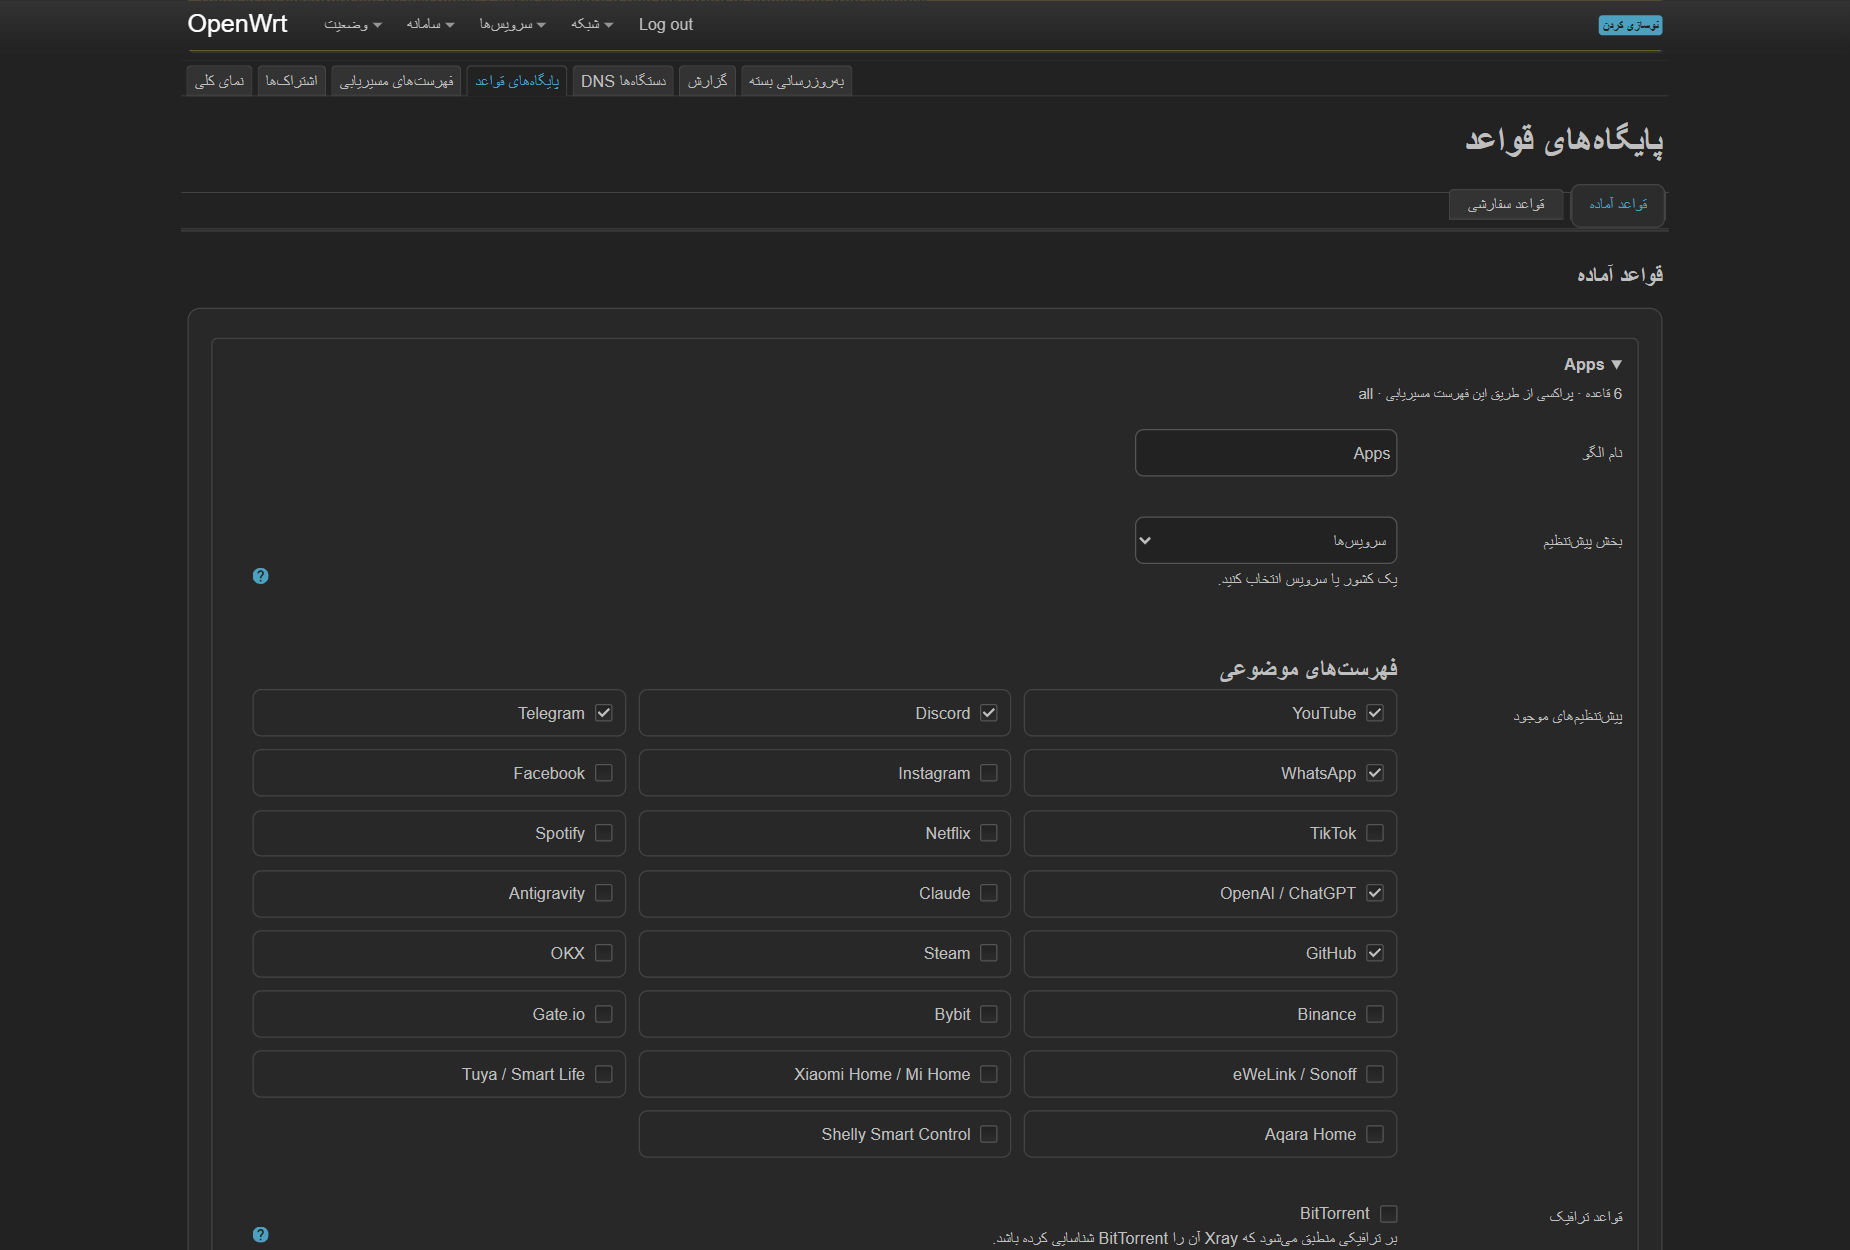 OpenWrt وضعیت سامانه سرویس‌ها شبکه Log out نوسازی کردن
نمای کلی اشتراک‌ها فهرست‌های مسیریابی پایگاه‌های قواعد دستگاه‌ها DNS گزارش به‌روزرسانی بسته
پایگاه‌های قواعد
قواعد آماده قواعد سفارشی
قواعد آماده
Apps
6 قاعده · پراکسی از طریق این فهرست مسیریابی · all
نام الگو Apps
بخش پیش‌تنظیم سرویس‌ها
یک کشور یا سرویس انتخاب کنید.
فهرست‌های موضوعی
پیش‌تنظیم‌های موجود
YouTube Discord Telegram
WhatsApp Instagram Facebook
TikTok Netflix Spotify
OpenAI / ChatGPT Claude Antigravity
GitHub Steam OKX
Binance Bybit Gate.io
eWeLink / Sonoff Xiaomi Home / Mi Home Tuya / Smart Life
Aqara Home Shelly Smart Control
قواعد ترافیک BitTorrent
بر ترافیکی منطبق می‌شود که Xray آن را BitTorrent شناسایی کرده باشد.